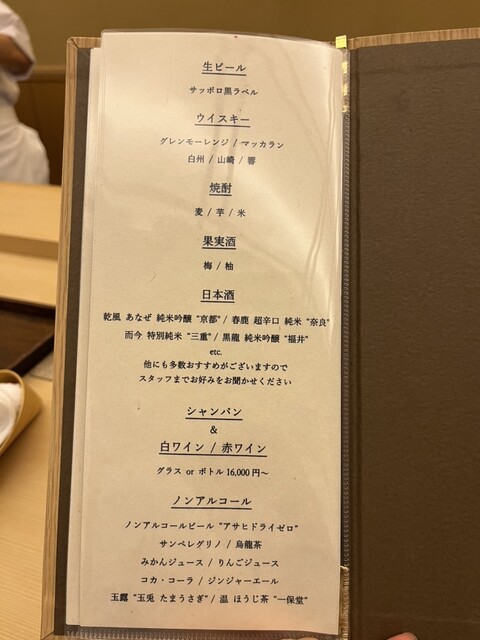 生ビール
サッポロ黒ラベル
ウイスキー
グレンモーレンジ / マッカラン
白州 / 山崎 / 響
焼酎
麦 / 芋 / 米
果実酒
梅 / 柚
日本酒
乾風 あなぜ 純米吟醸 "京都" / 春鹿 超辛口 純米 "奈良"
而今 特別純米 "三重" / 黒龍 純米吟醸 "福井"
etc.
他にも多数おすすめがございますので
スタッフまでお好みをお聞かせください
シャンパン
&
白ワイン / 赤ワイン
グラス or ボトル 16,000円〜
ノンアルコール
ノンアルコールビール "アサヒドライゼロ"
サンペレグリノ / 烏龍茶
みかんジュース / りんごジュース
コカ・コーラ / ジンジャーエール
玉露 "玉兎 たまうさぎ" / 温 ほうじ茶 "一保堂"